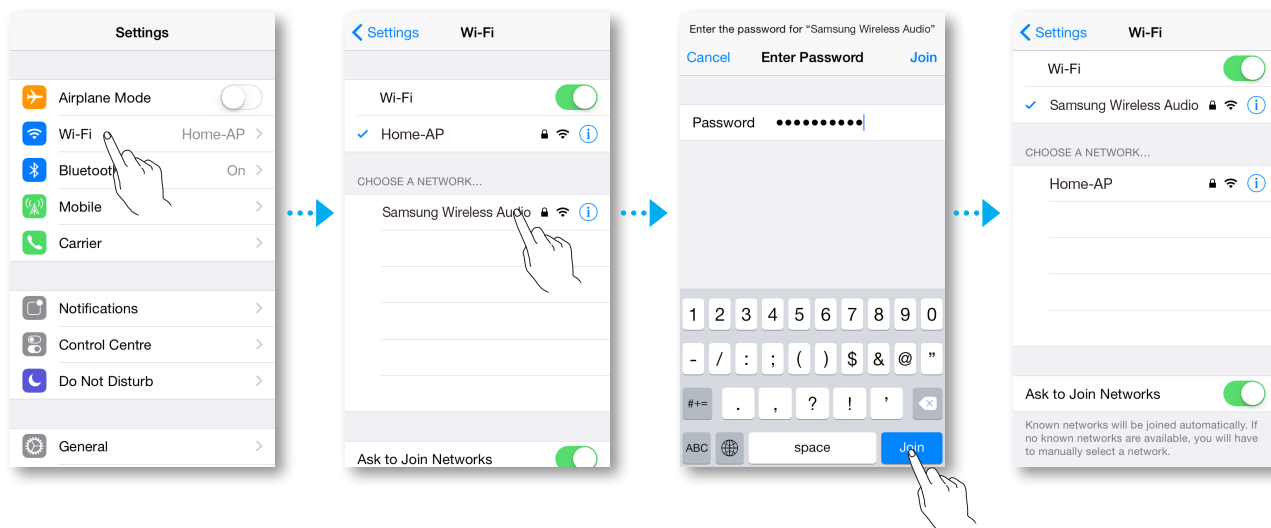 Settings
Airplane Mode
Wi-Fi Home-AP
Bluetoot On
Mobile
Carrier
Notifications
Control Centre
Do Not Disturb
General
Settings Wi-Fi
Wi-Fi
Home-AP
CHOOSE A NETWORK...
Samsung Wireless Audio
Ask to Join Networks
Enter the password for “Samsung Wireless Audio”
Cancel Enter Password Join
Password ●●●●●●●●●●
1 2 3 4 5 6 7 8 9 0
- / : ; ( ) $ & @ ”
#+= . , ? ! ’
ABC space Join
Settings Wi-Fi
Wi-Fi
Samsung Wireless Audio
CHOOSE A NETWORK...
Home-AP
Ask to Join Networks
Known networks will be joined automatically. If
no known networks are available, you will have
to manually select a network.